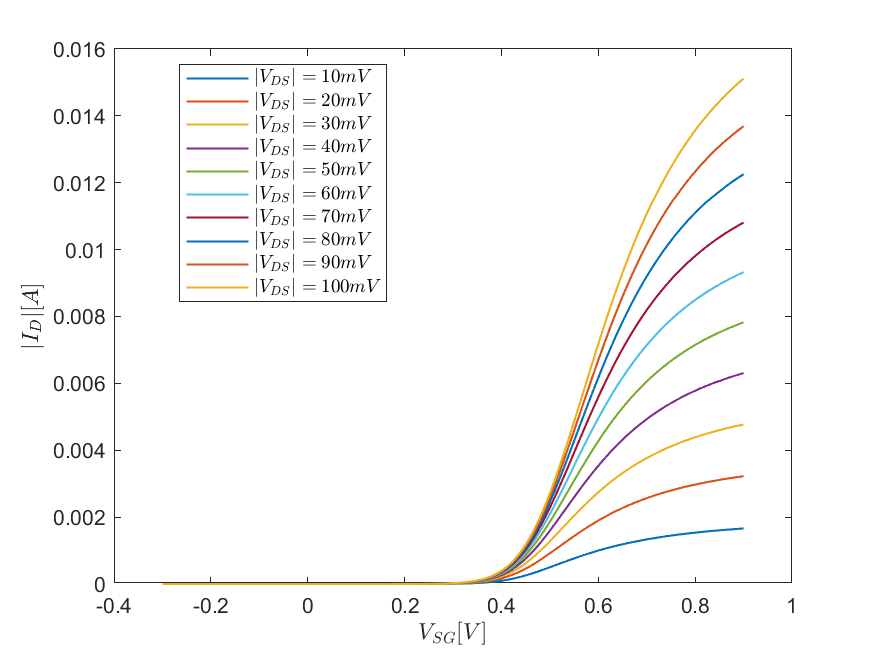 0.016
0.014
0.012
0.01
0.008
0.006
0.004
0.002
0
|I_D|[A]
|V_DS| = 10mV
|V_DS| = 20mV
|V_DS| = 30mV
|V_DS| = 40mV
|V_DS| = 50mV
|V_DS| = 60mV
|V_DS| = 70mV
|V_DS| = 80mV
|V_DS| = 90mV
|V_DS| = 100mV
-0.4 -0.2 0 0.2 0.4 0.6 0.8 1
V_SG[V]